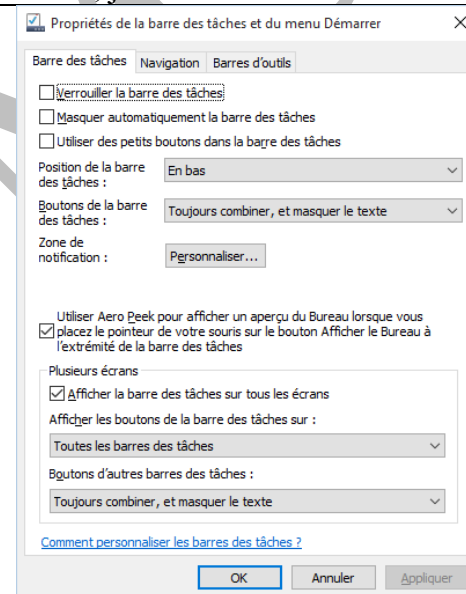 Propriétés de la barre des tâches et du menu Démarrer
Barre des tâches Navigation Barres d'outils
Verrouiller la barre des tâches
Masquer automatiquement la barre des tâches
Utiliser des petits boutons dans la barre des tâches
Position de la barre
des tâches :
En bas
Boutons de la barre
des tâches :
Toujours combiner, et masquer le texte
Zone de
notification :
Personnaliser...
Utiliser Aero Peek pour afficher un aperçu du Bureau lorsque vous
placez le pointeur de votre souris sur le bouton Afficher le Bureau à
l'extrémité de la barre des tâches
Plusieurs écrans
Afficher la barre des tâches sur tous les écrans
Afficher les boutons de la barre des tâches sur :
Toutes les barres des tâches
Boutons d'autres barres des tâches :
Toujours combiner, et masquer le texte
Comment personnaliser les barres des tâches ?
OK Annuler Appliquer